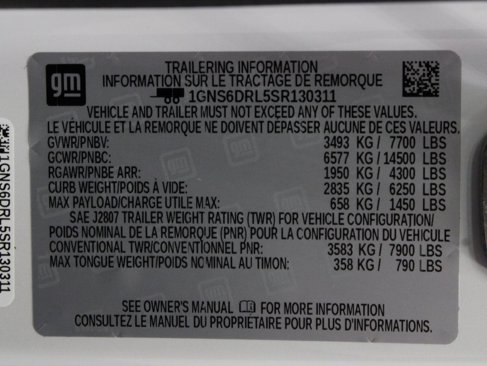 gm
TRAILERING INFORMATION
INFORMATION SUR LE TRACTAGE DE REMORQUE
1GNS6DRL5SR130311
VEHICLE AND TRAILER MUST NOT EXCEED ANY OF THESE VALUES.
LE VÉHICULE ET LA REMORQUE NE DOIVENT DÉPASSER AUCUNE DE CES VALEURS.
GVWR/PNBV: 3493 KG / 7700 LBS
GCWR/PNBC: 6577 KG / 14500 LBS
RGAWR/PNBE ARR: 1950 KG / 4300 LBS
CURB WEIGHT/POIDS À VIDE: 2835 KG / 6250 LBS
MAX PAYLOAD/CHARGE UTILE MAX: 658 KG / 1450 LBS
SAE J2807 TRAILER WEIGHT RATING (TWR) FOR VEHICLE CONFIGURATION/
POIDS NOMINAL DE LA REMORQUE (PNR) POUR LA CONFIGURATION DU VÉHICULE
CONVENTIONAL TWR/CONVENTIONNEL PNR: 3583 KG / 7900 LBS
MAX TONGUE WEIGHT/POIDS NOMINAL AU TIMON: 358 KG / 790 LBS
SEE OWNER'S MANUAL FOR MORE INFORMATION
CONSULTEZ LE MANUEL DU PROPRIÉTAIRE POUR PLUS D'INFORMATIONS.
1GNS6DRL5SR130311